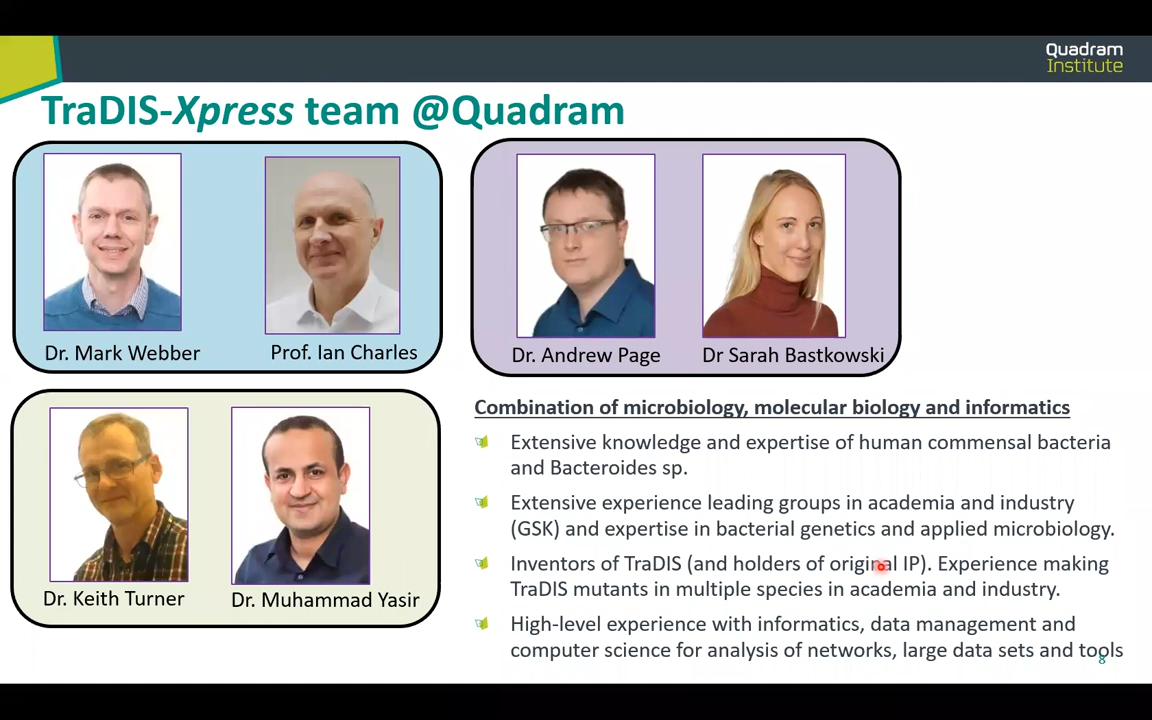 Quadram
Institute
TraDIS-Xpress team @Quadram
Dr. Mark Webber
Prof. Ian Charles
Dr. Andrew Page
Dr Sarah Bastkowski
Dr. Keith Turner
Dr. Muhammad Yasir
Combination of microbiology, molecular biology and informatics
Extensive knowledge and expertise of human commensal bacteria
and Bacteroides sp.
Extensive experience leading groups in academia and industry
(GSK) and expertise in bacterial genetics and applied microbiology.
Inventors of TraDIS (and holders of original IP). Experience making
TraDIS mutants in multiple species in academia and industry.
High-level experience with informatics, data management and
computer science for analysis of networks, large data sets and tools
8